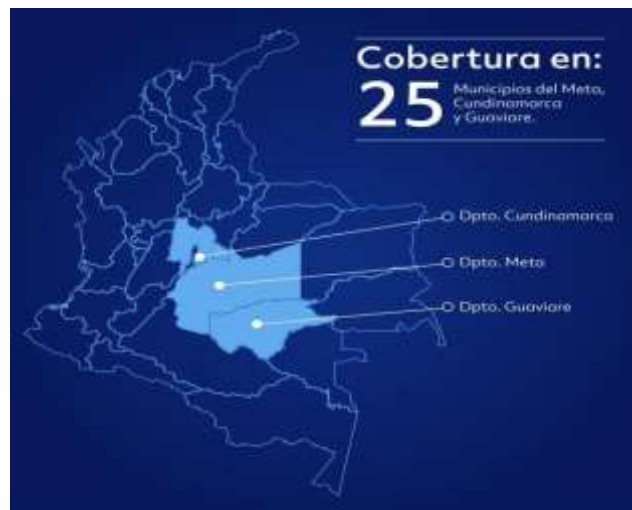 Cobertura en:
25
Municipios del Meta,
Cundinamarca
y Guaviare.
Dpto. Cundinamarca
Dpto. Meta
Dpto. Guaviare